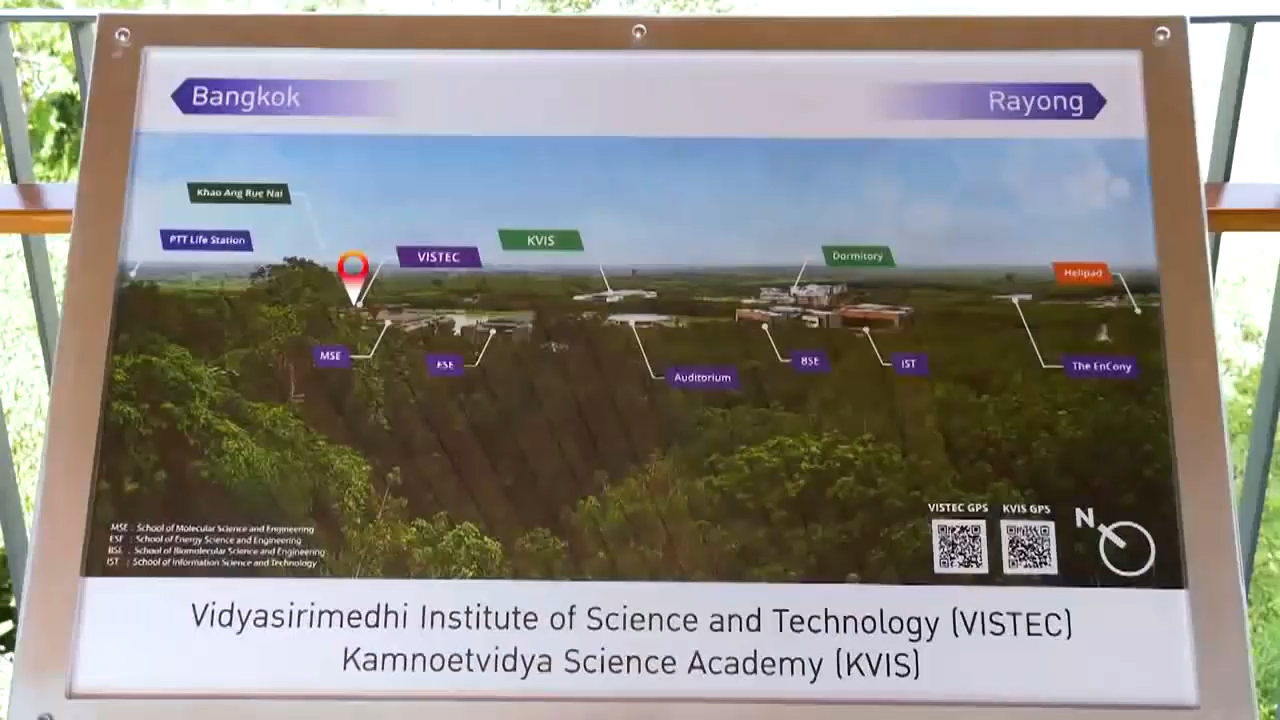 Bangkok
Rayong
Khao Ang Rue Nai
PTT Life Station
VISTEC
KVIS
Dormitory
Helipad
MSE
ESE
Auditorium
BSE
IST
The EnCony
MSE : School of Molecular Science and Engineering
ESE : School of Energy Science and Engineering
BSE : School of Biomolecular Science and Engineering
IST : School of Information Science and Technology
VISTEC GPS
KVIS GPS
N
Vidyasirimedhi Institute of Science and Technology (VISTEC)
Kamnoetvidya Science Academy (KVIS)